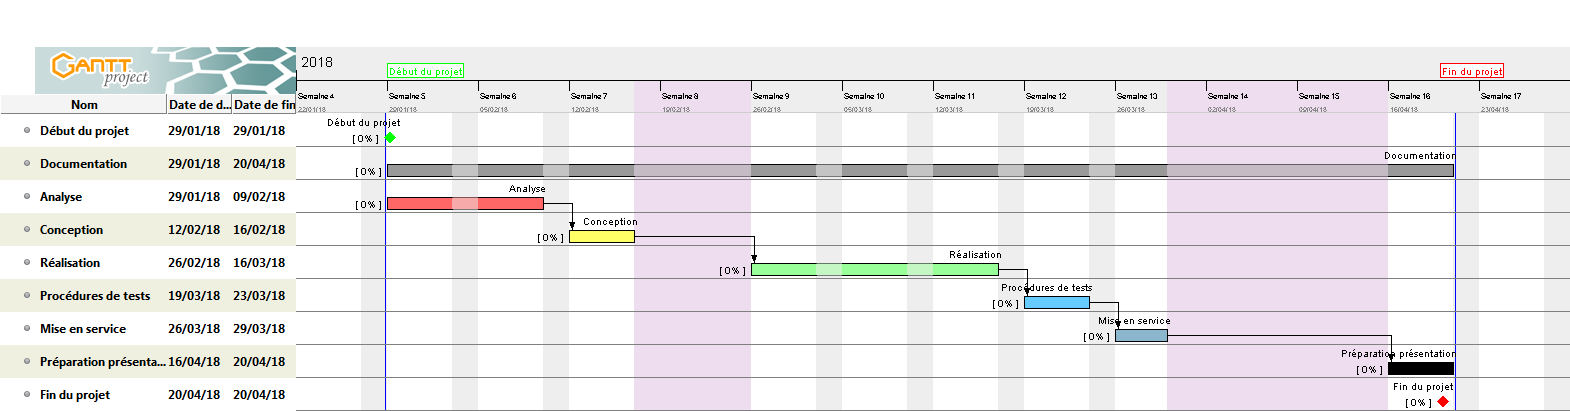 GANTT
project
2018
Début du projet
Fin du projet
Nom Date de d... Date de fin
Semaine 4 Semaine 5 Semaine 6 Semaine 7 Semaine 8 Semaine 9 Semaine 10 Semaine 11 Semaine 12 Semaine 13 Semaine 14 Semaine 15 Semaine 16 Semaine 17
22/01/18 29/01/18 05/02/18 12/02/18 19/02/18 26/02/18 05/03/18 12/03/18 19/03/18 26/03/18 02/04/18 09/04/18 16/04/18 23/04/18
Début du projet 29/01/18 29/01/18
Début du projet
[ 0% ]
Documentation 29/01/18 20/04/18
Documentation
[ 0% ]
Analyse 29/01/18 09/02/18
Analyse
[ 0% ]
Conception 12/02/18 16/02/18
Conception
[ 0% ]
Réalisation 26/02/18 16/03/18
Réalisation
[ 0% ]
Procédures de tests 19/03/18 23/03/18
Procédures de tests
[ 0% ]
Mise en service 26/03/18 29/03/18
Mise en service
[ 0% ]
Préparation présenta... 16/04/18 20/04/18
Préparation présentation
[ 0% ]
Fin du projet 20/04/18 20/04/18
Fin du projet
[ 0% ]